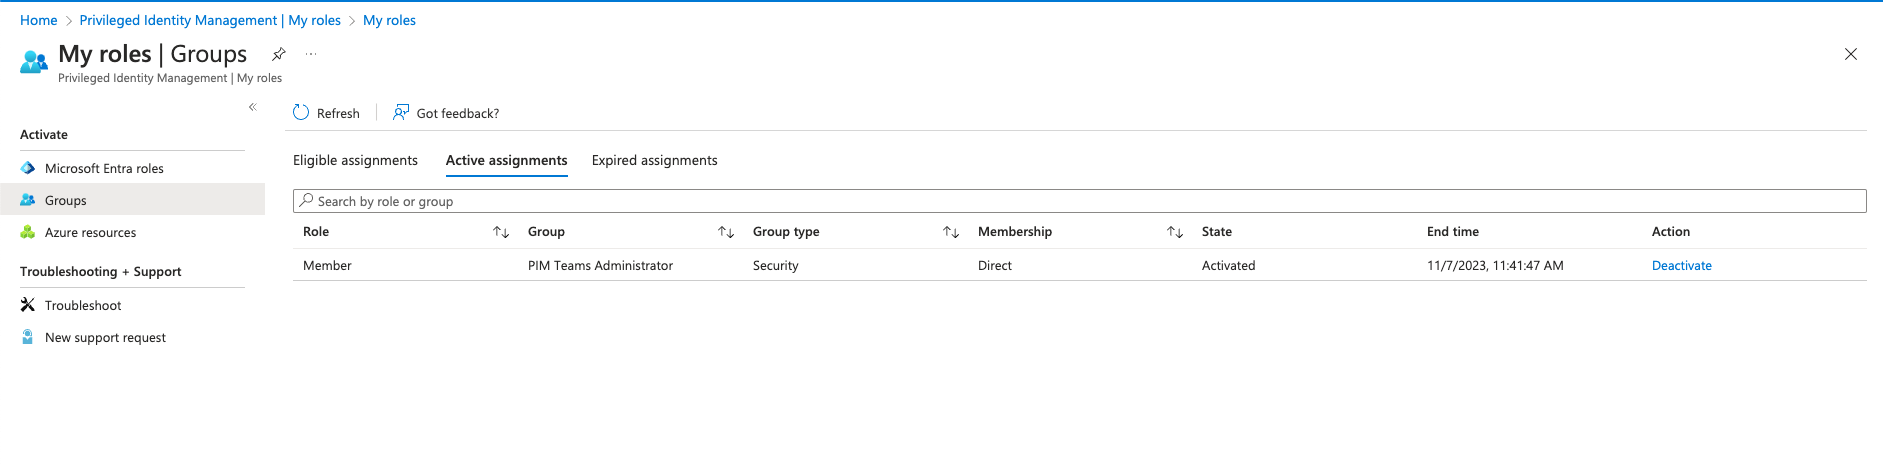 Home > Privileged Identity Management | My roles > My roles
My roles | Groups
Privileged Identity Management | My roles
Refresh
Got feedback?
Activate
Microsoft Entra roles
Groups
Azure resources
Troubleshooting + Support
Troubleshoot
New support request
Eligible assignments Active assignments Expired assignments
Search by role or group
Role Group Group type Membership State End time Action
Member PIM Teams Administrator Security Direct Activated 11/7/2023, 11:41:47 AM Deactivate